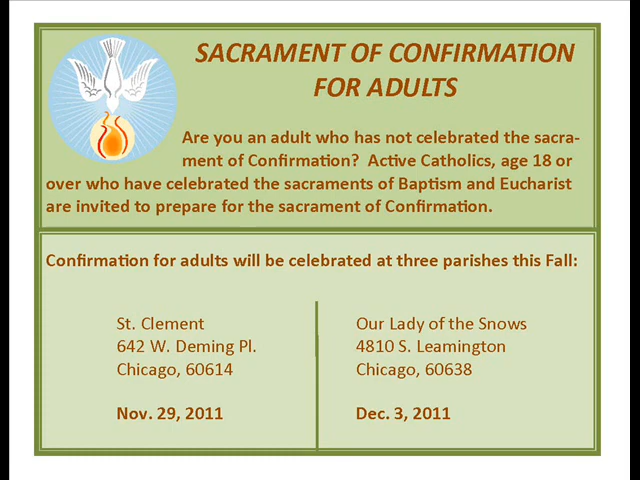 SACRAMENT OF CONFIRMATION
FOR ADULTS
Are you an adult who has not celebrated the sacra-
ment of Confirmation? Active Catholics, age 18 or
over who have celebrated the sacraments of Baptism and Eucharist
are invited to prepare for the sacrament of Confirmation.
Confirmation for adults will be celebrated at three parishes this Fall:
St. Clement
642 W. Deming Pl.
Chicago, 60614
Nov. 29, 2011
Our Lady of the Snows
4810 S. Leamington
Chicago, 60638
Dec. 3, 2011